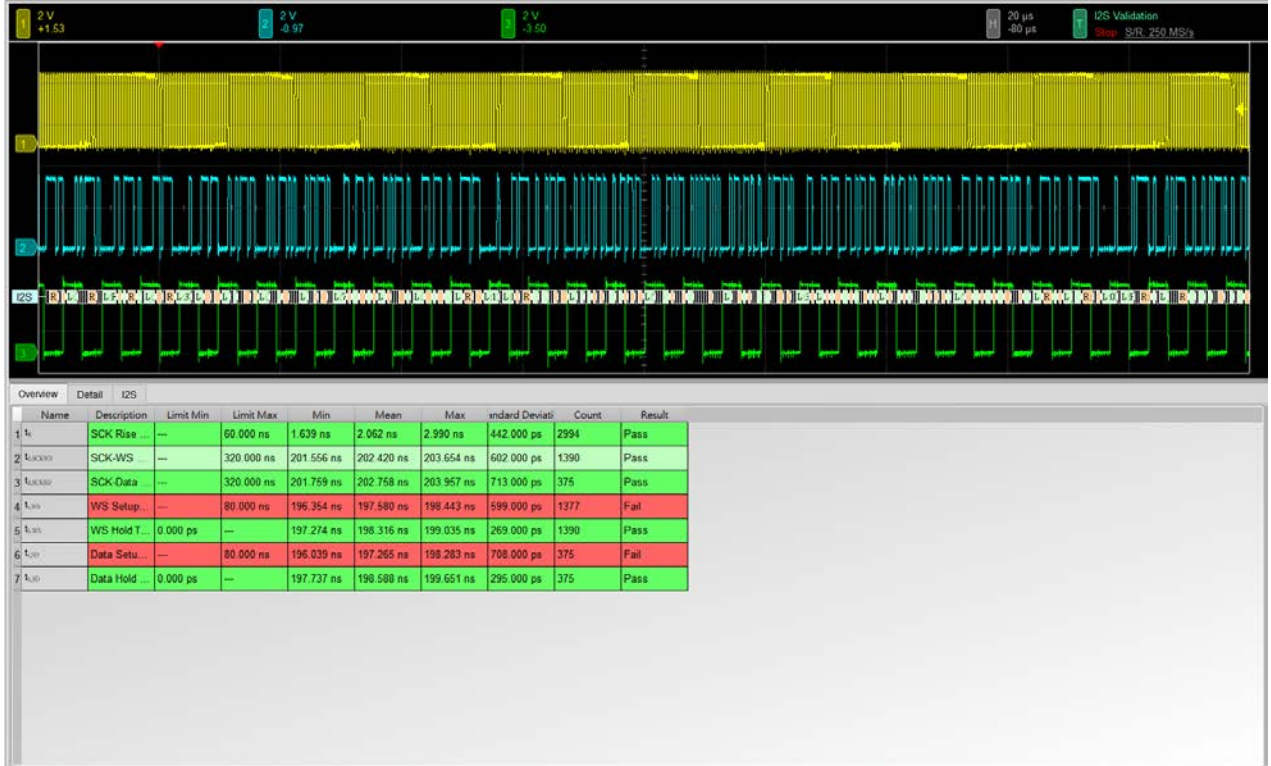 1 2 V +1.53 2 2 V -0.97 3 2 V -3.50 H 20 µs -80 µs T I2S Validation Stop S/R. 250 MS/s
1
2
I2S
3
Overview Detail I2S
Name Description Limit Min Limit Max Min Mean Max Count Result
1 SCK Rise ... --- 60.000 ns 1.639 ns 2.062 ns 2.990 ns 442.000 ps 2994 Pass
2 SCK-WS ... --- 320.000 ns 201.556 ns 202.420 ns 203.654 ns 602.000 ps 1390 Pass
3 SCK-Data ... --- 320.000 ns 201.759 ns 202.758 ns 203.957 ns 713.000 ps 375 Pass
4 WS Setup... --- 80.000 ns 196.354 ns 197.580 ns 198.443 ns 599.000 ps 1377 Fail
5 WS Hold T... 0.000 ps --- 197.274 ns 198.316 ns 199.035 ns 269.000 ps 1390 Pass
6 Data Setu... --- 80.000 ns 196.039 ns 197.265 ns 198.283 ns 708.000 ps 375 Fail
7 Data Hold ... 0.000 ps --- 197.737 ns 198.588 ns 199.651 ns 295.000 ps 375 Pass